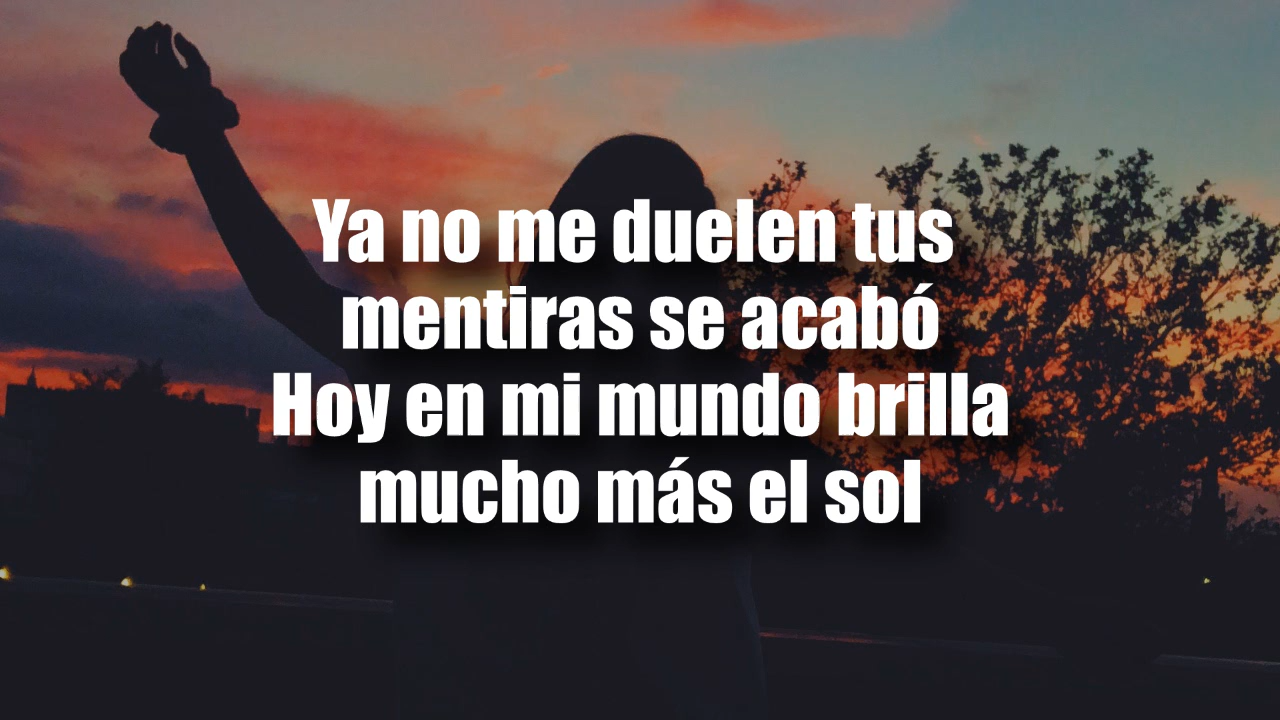 Ya no me duelen tus
mentiras se acabó
Hoy en mi mundo brilla
mucho más el sol